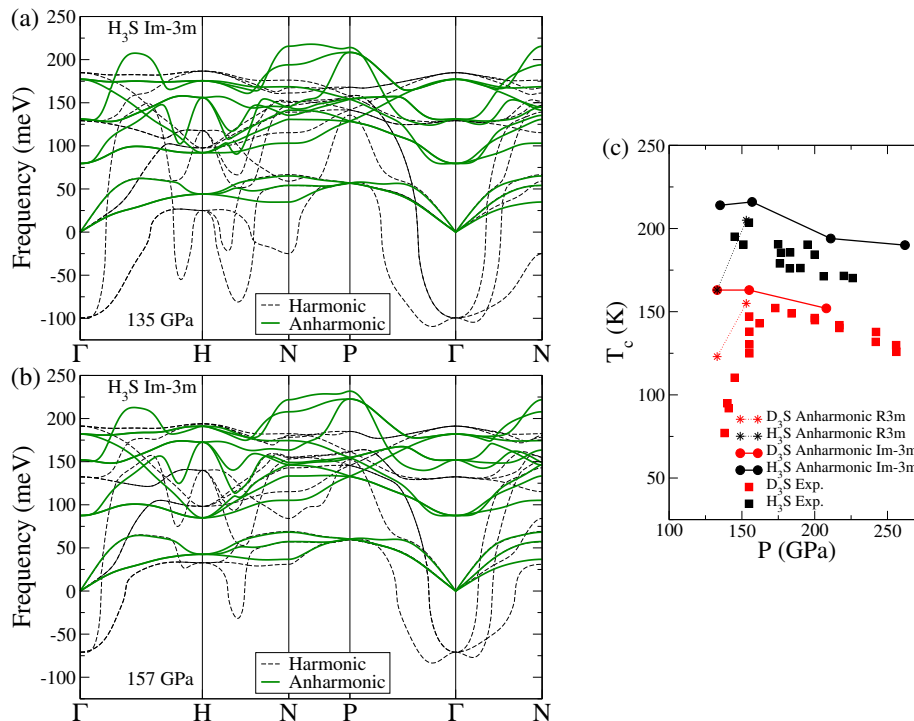 (a)
H₃S Im-3m
Frequency (meV)
250
200
150
100
50
0
-50
-100
Harmonic
Anharmonic
135 GPa
Γ H N P Γ N
(b)
H₃S Im-3m
Frequency (meV)
250
200
150
100
50
0
-50
-100
Harmonic
Anharmonic
157 GPa
Γ H N P Γ N
(c)
T_c (K)
200
150
100
50
D₃S Anharmonic R3m
H₃S Anharmonic R3m
D₃S Anharmonic Im-3m
H₃S Anharmonic Im-3m
D₃S Exp.
H₃S Exp.
100 150 200 250
P (GPa)